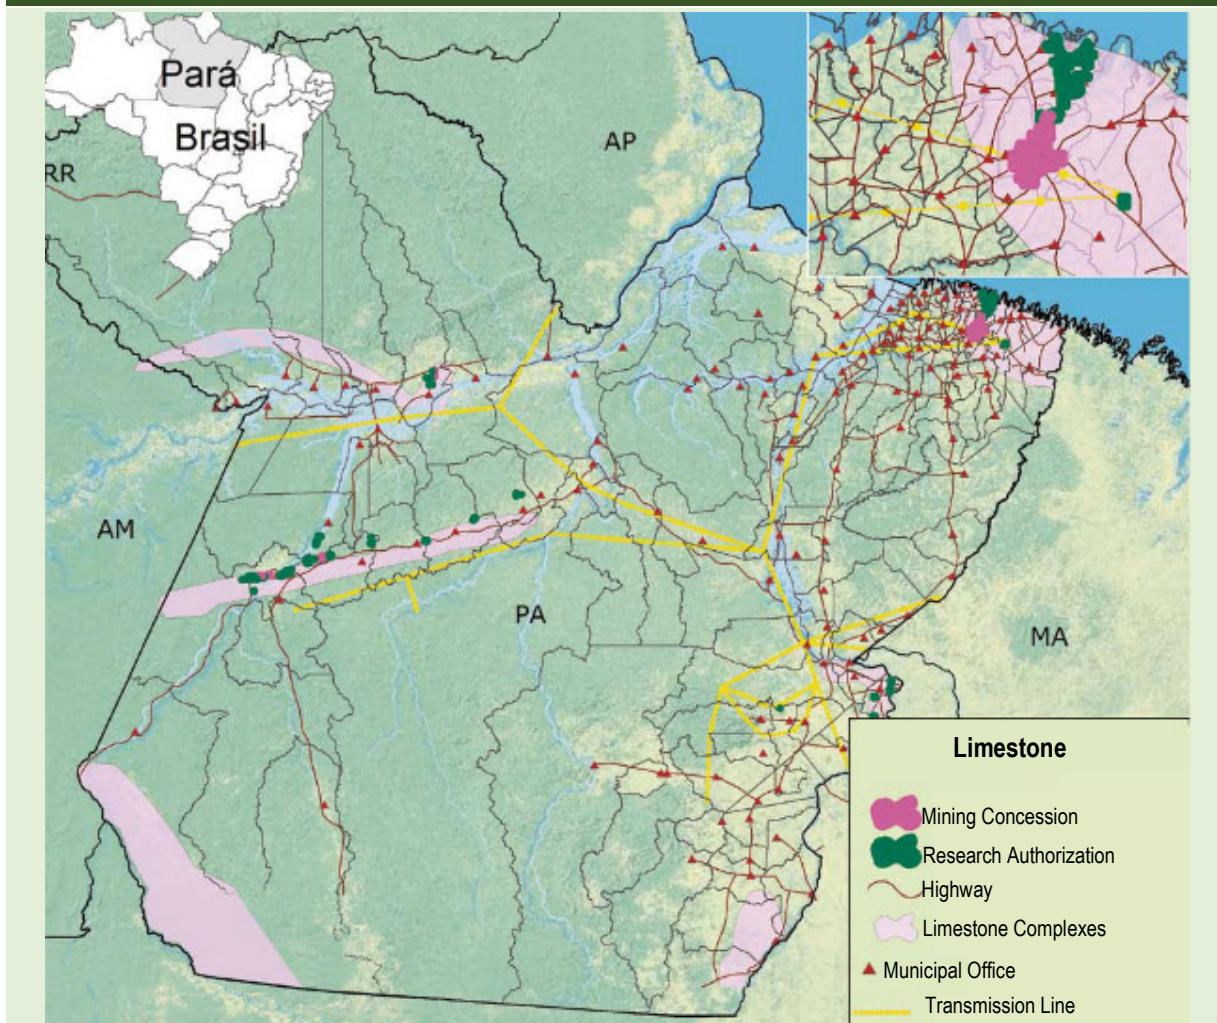 Pará
Brasil
RR
AP
AM
PA
MA
Limestone
Mining Concession
Research Authorization
Highway
Limestone Complexes
Municipal Office
Transmission Line